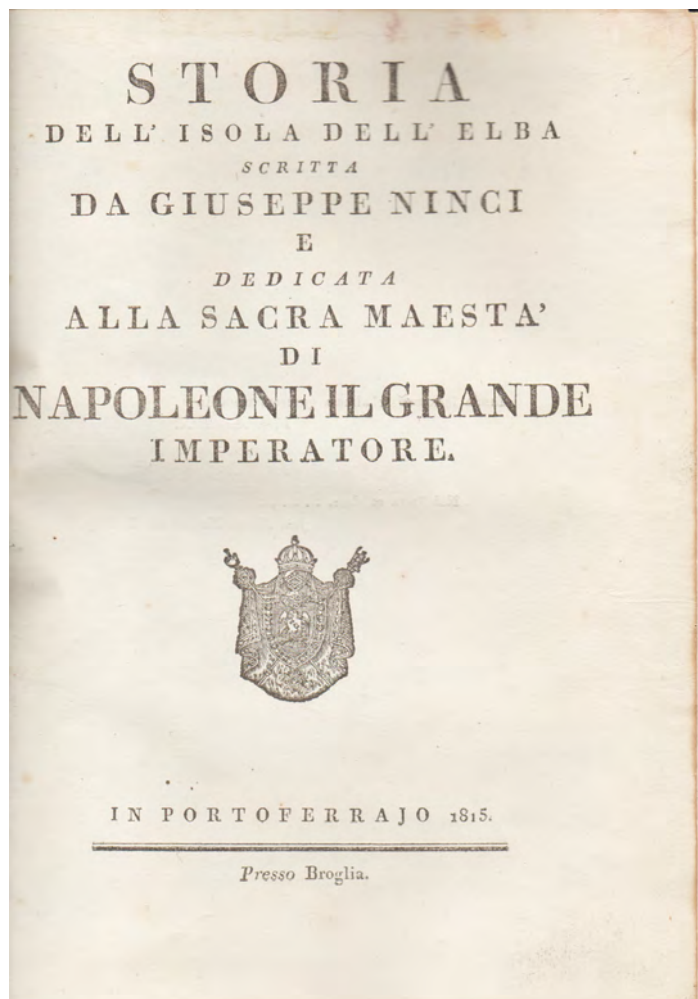 STORIA
DELL' ISOLA DELL' ELBA
SCRITTA
DA GIUSEPPE NINCI
E
DEDICATA
ALLA SACRA MAESTA'
DI
NAPOLEONE IL GRANDE
IMPERATORE.
IN PORTOFERRAJO 1815.
Presso Broglia.